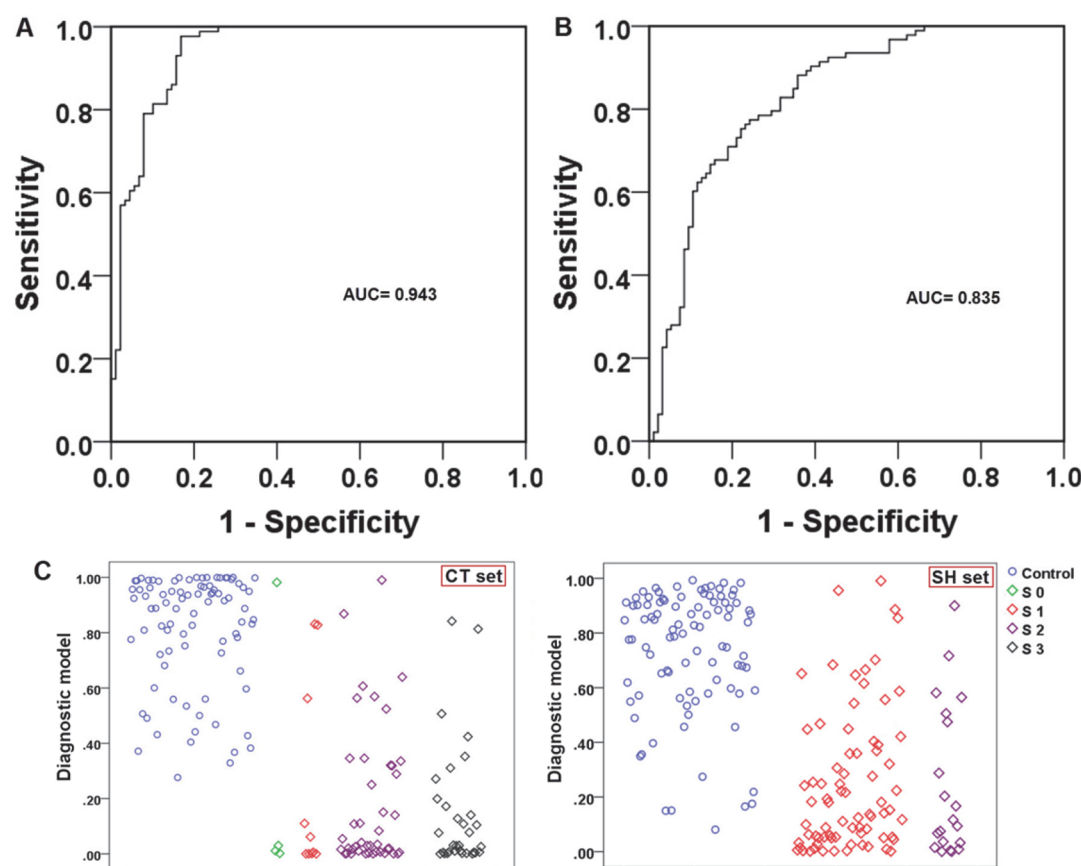 A
B
1.0
0.8
0.6
0.4
0.2
0.0
Sensitivity
AUC= 0.943
0.0 0.2 0.4 0.6 0.8 1.0
1 - Specificity
1.0
0.8
0.6
0.4
0.2
0.0
Sensitivity
AUC= 0.835
0.0 0.2 0.4 0.6 0.8 1.0
1 - Specificity
C
CT set
1.00
.80
.60
.40
.20
.00
Diagnostic model
SH set
1.00
.80
.60
.40
.20
.00
Diagnostic model
Control
S 0
S 1
S 2
S 3